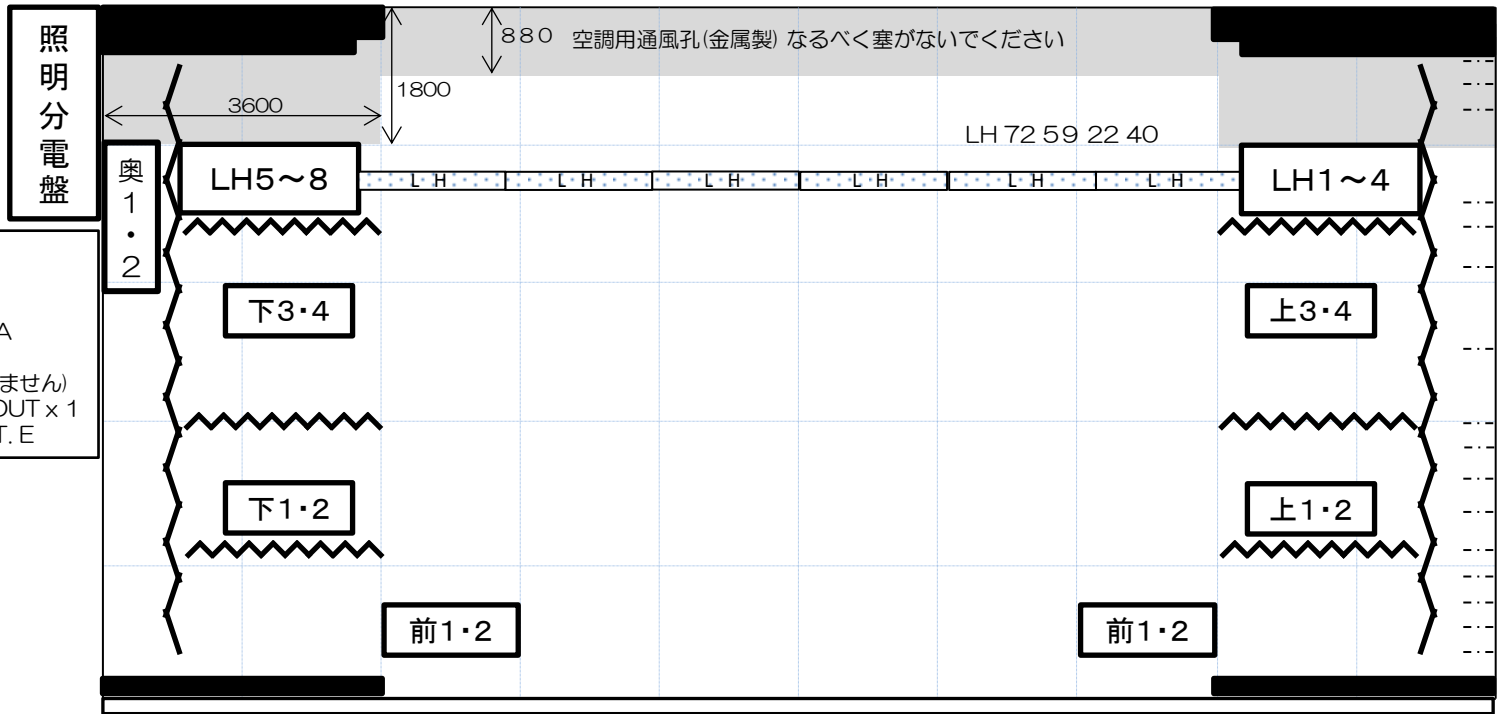 照明分電盤
880 空調用通風孔(金属製) なるべく塞がないでください
1800
3600
LH 72 59 22 40
奥1・2
LH5～8
LH
LH
LH
LH
LH
LH
LH1～4
下3・4
上3・4
A
ません)
OUT x 1
T. E
下1・2
上1・2
前1・2
前1・2